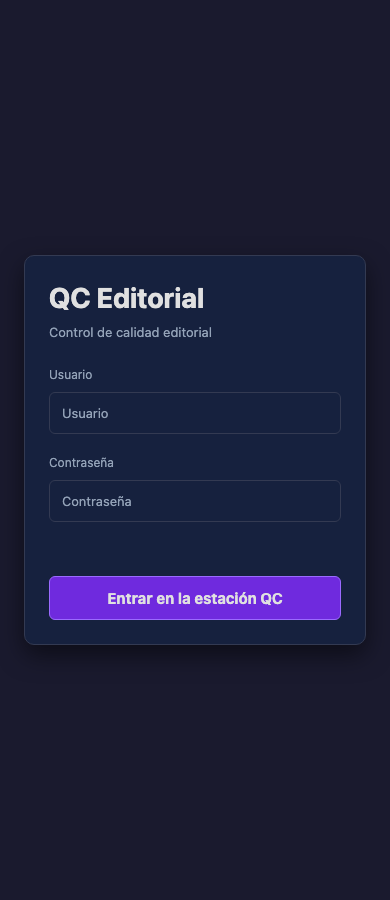 QC Editorial
Control de calidad editorial
Usuario
Usuario
Contraseña
Contraseña
Entrar en la estación QC